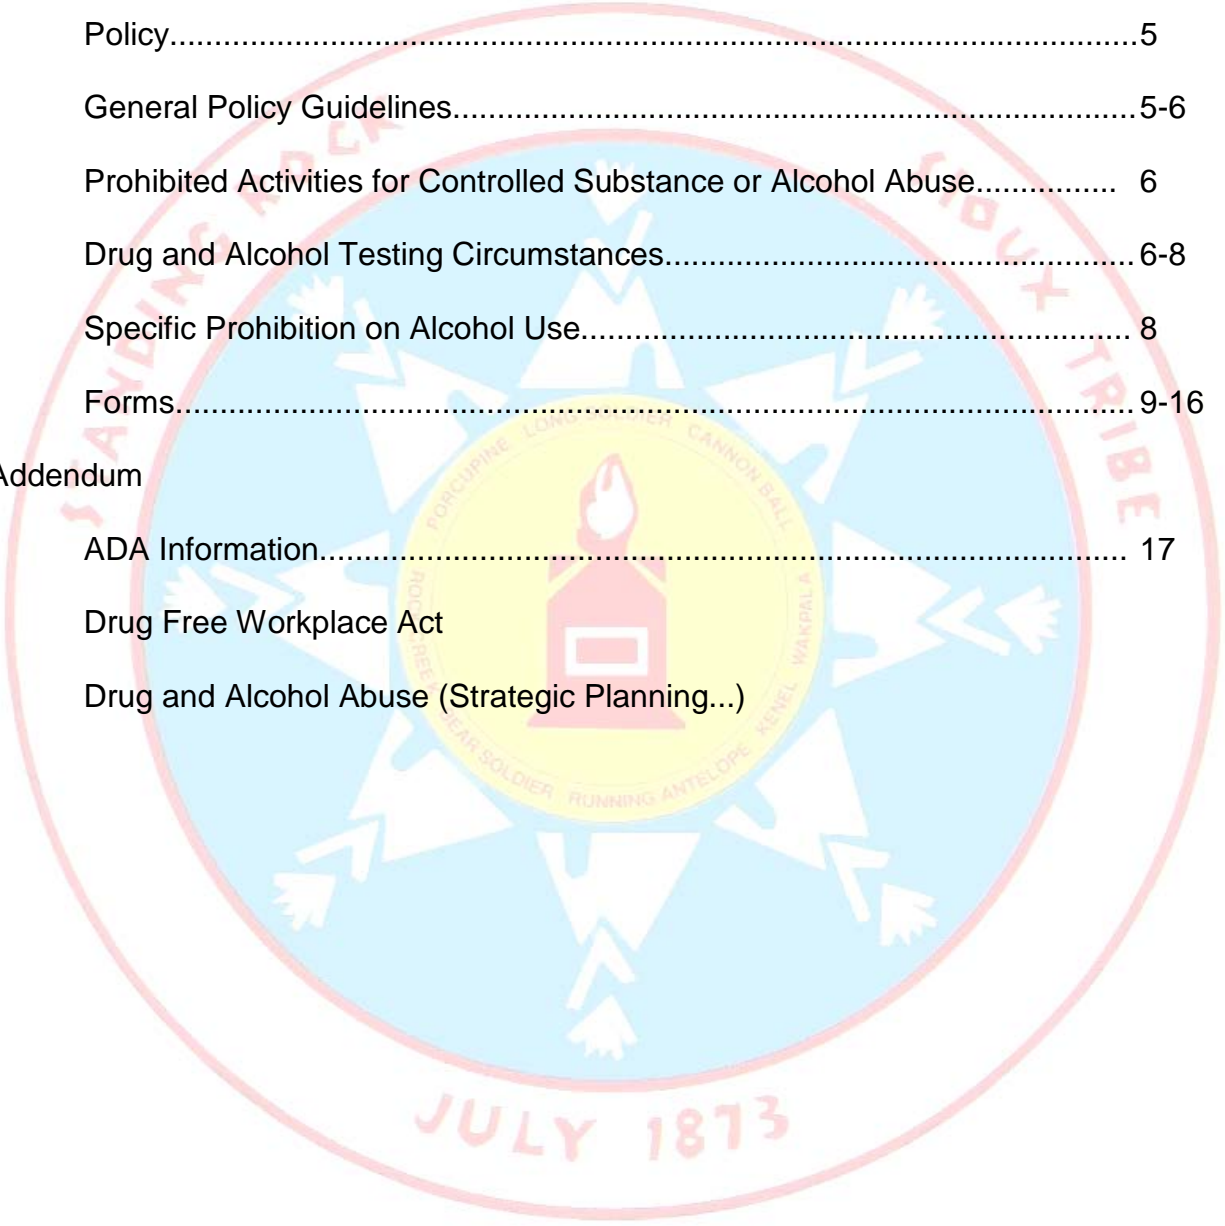 Policy............................................................................................................5
General Policy Guidelines............................................................................5-6
Prohibited Activities for Controlled Substance or Alcohol Abuse................ 6
Drug and Alcohol Testing Circumstances.....................................................6-8
Specific Prohibition on Alcohol Use.............................................................. 8
Forms...........................................................................................................9-16
Addendum
ADA Information.......................................................................................... 17
Drug Free Workplace Act
Drug and Alcohol Abuse (Strategic Planning...)
STANDING ROCK SIOUX TRIBE
JULY 1873
PORCUPINE LONG SOLDIER CANNON BALL WAKPALA KENEL RUNNING ANTELOPE BEAR SOLDIER ROCK CREEK